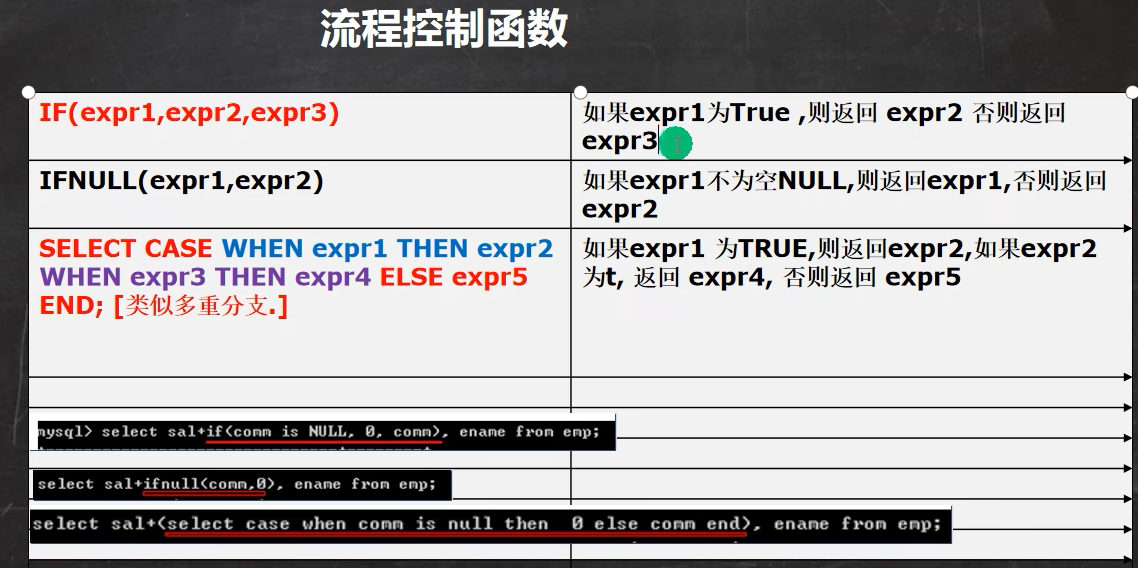 流程控制函数
IF(expr1,expr2,expr3)
如果expr1为True ,则返回 expr2 否则返回
expr3
IFNULL(expr1,expr2)
如果expr1不为空NULL,则返回expr1,否则返回
expr2
SELECT CASE WHEN expr1 THEN expr2
WHEN expr3 THEN expr4 ELSE expr5
END; [类似多重分支.]
如果expr1 为TRUE,则返回expr2,如果expr2
为t, 返回 expr4, 否则返回 expr5
mysql> select sal+if(comm is NULL, 0, comm), ename from emp;
select sal+ifnull(comm,0), ename from emp;
select sal+(select case when comm is null then  0 else comm end), ename from emp;